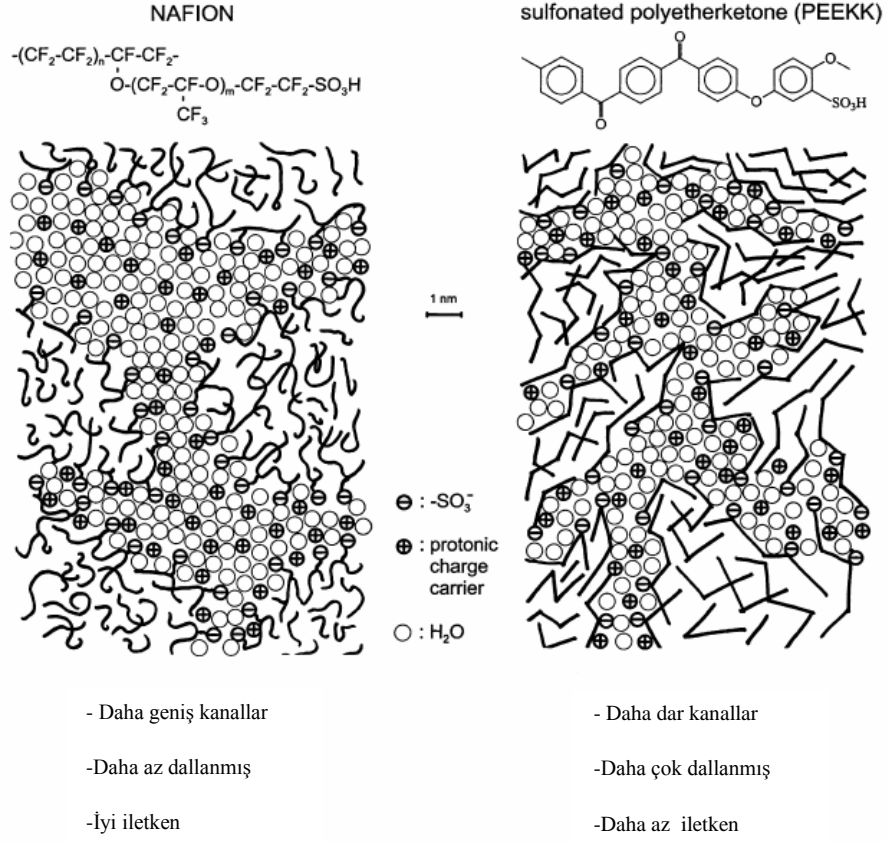 NAFION
-(CF₂-CF₂)ₙ-CF-CF₂-
O-(CF₂-CF-O)ₘ-CF₂-CF₂-SO₃H
CF₃
sulfonated polyetherketone (PEEKK)
O
O
O
O
SO₃H
1 nm
⊖ : -SO₃⁻
⊕ : protonic
charge
carrier
○ : H₂O
- Daha geniş kanallar
-Daha az dallanmış
-İyi iletken
- Daha dar kanallar
-Daha çok dallanmış
-Daha az iletken